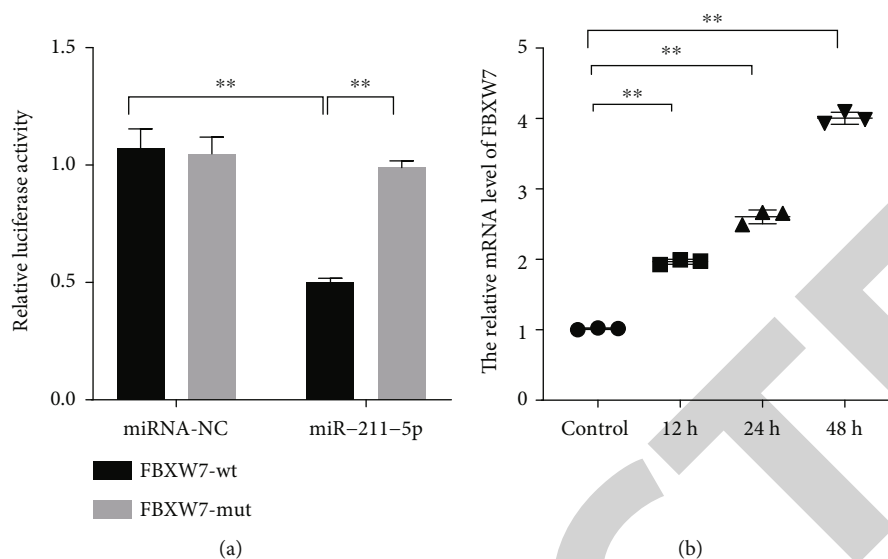 Relative luciferase activity
1.5
1.0
0.5
0.0
**
**
miRNA-NC
miR−211−5p
FBXW7-wt
FBXW7-mut
(a)
The relative mRNA level of FBXW7
5
4
3
2
1
0
**
**
**
Control
12 h
24 h
48 h
(b)